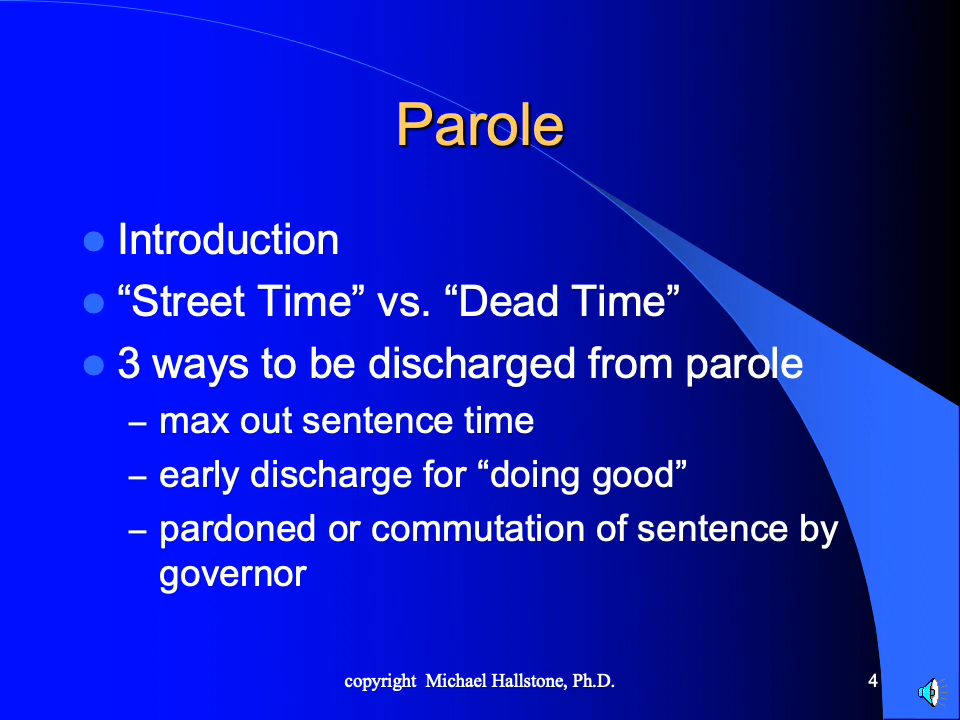 Parole
Introduction
“Street Time” vs. “Dead Time”
3 ways to be discharged from parole
– max out sentence time
– early discharge for “doing good”
– pardoned or commutation of sentence by
governor
copyright Michael Hallstone, Ph.D.
4